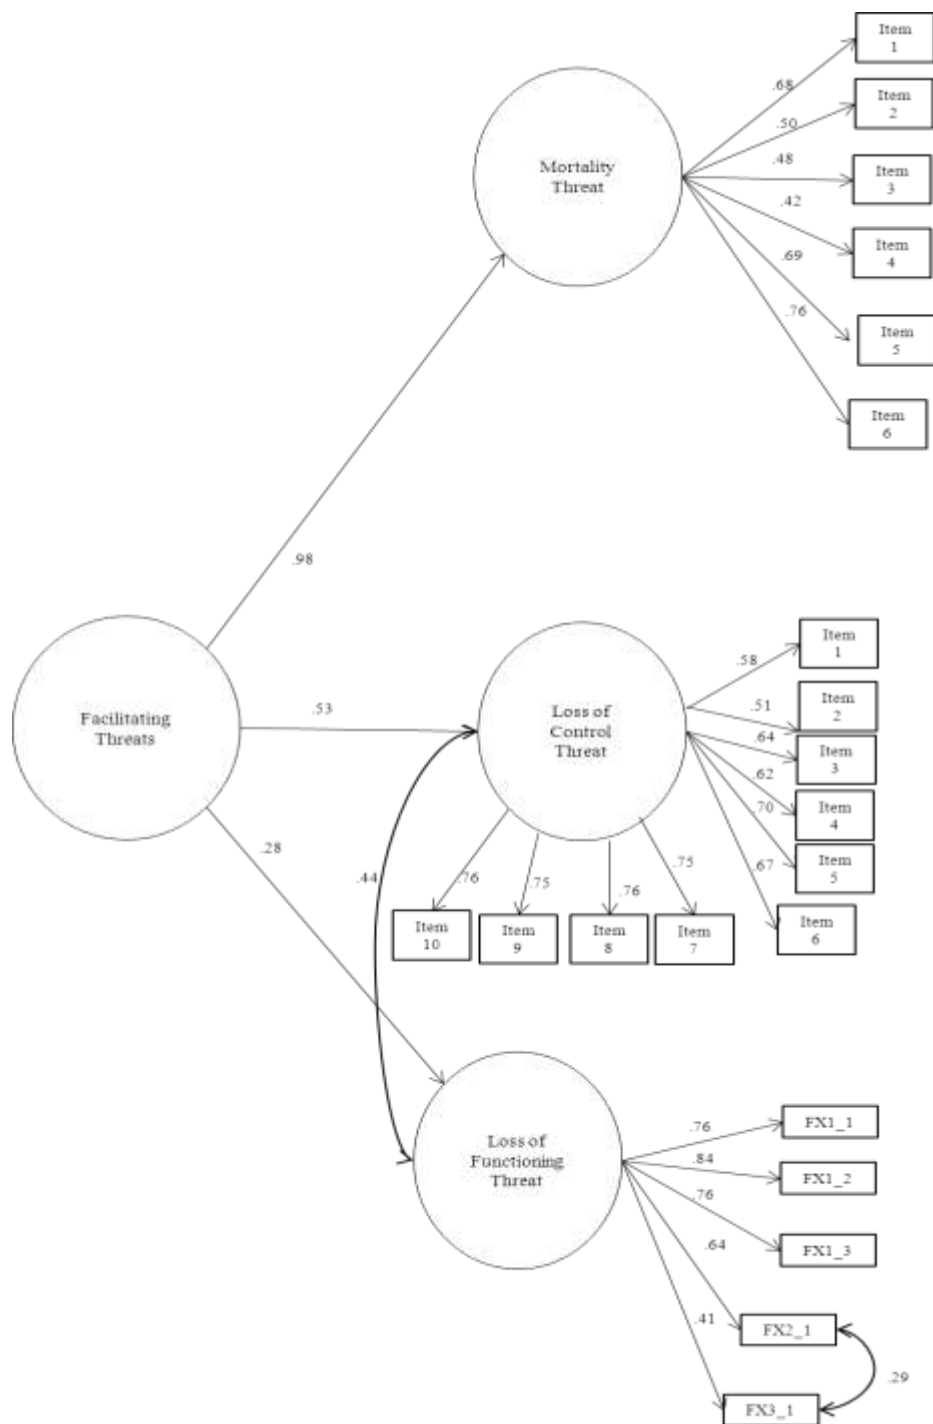 Item
1
.68
Item
2
.50
Mortality
Threat
.48
Item
3
.42
Item
4
.69
.76
Item
5
Item
6
.98
Item
1
.58
Facilitating
Threats
.53
Loss of
Control
Threat
.51
Item
2
.64
Item
3
.62
Item
4
.70
Item
5
.67
Item
6
.28
.44
.76
.75
.76
.75
Item
10
Item
9
Item
8
Item
7
Loss of
Functioning
Threat
.76
FX1_1
.84
FX1_2
.76
FX1_3
.64
.41
FX2_1
.29
FX3_1